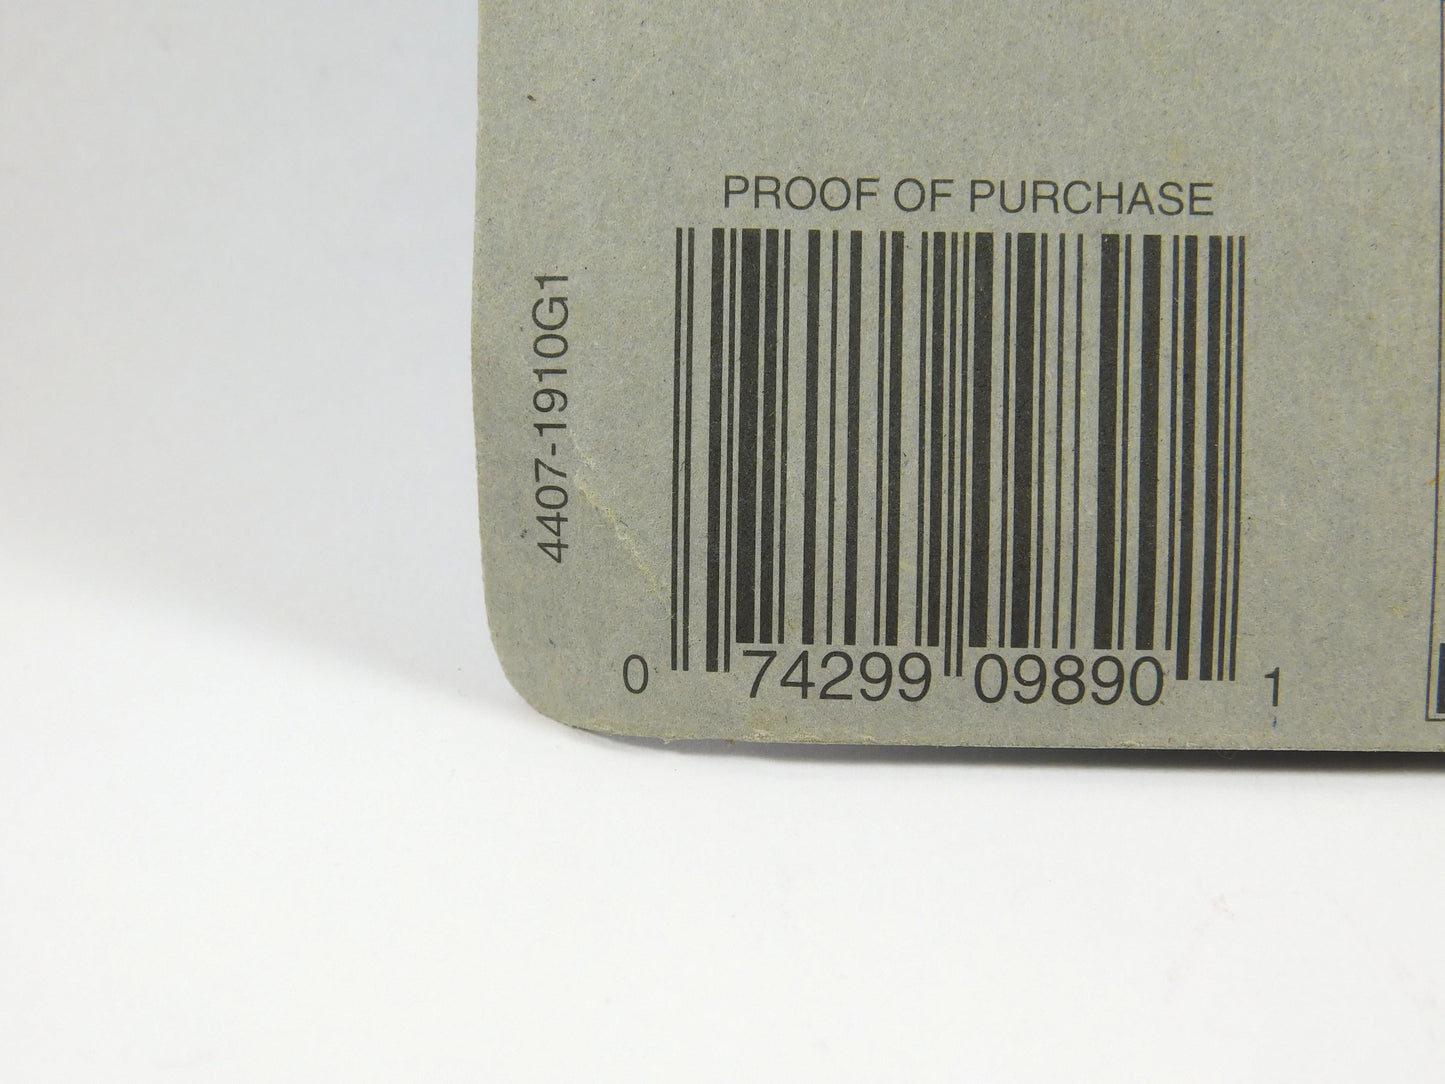 PROOF OF PURCHASE
4407-1910G1
0 74299 09890 1